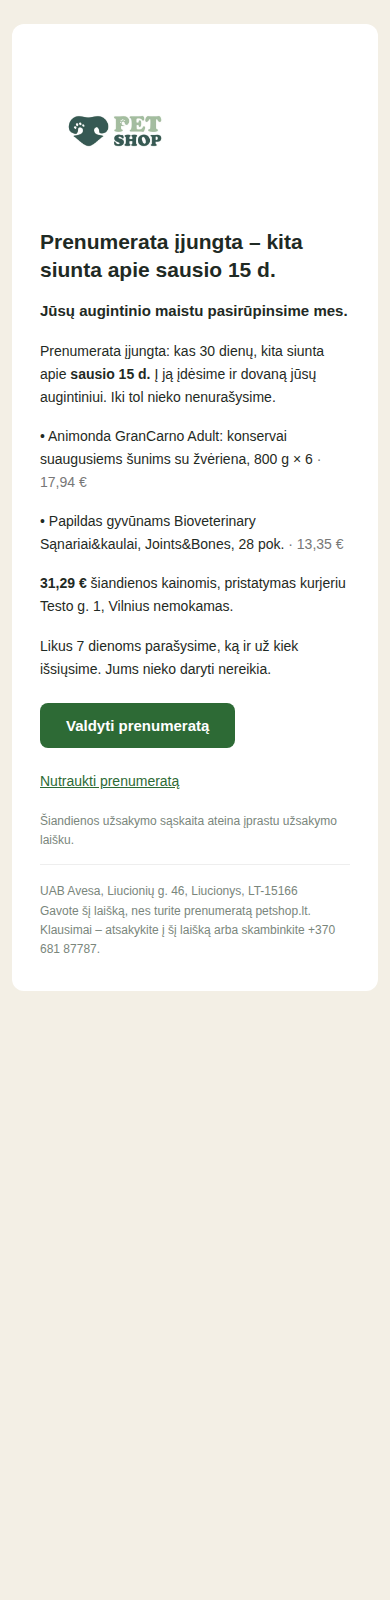 PET
SHOP
Prenumerata įjungta – kita
siunta apie sausio 15 d.
Jūsų augintinio maistu pasirūpinsime mes.
Prenumerata įjungta: kas 30 dienų, kita siunta
apie sausio 15 d. Į ją įdėsime ir dovaną jūsų
augintiniui. Iki tol nieko nenurašysime.
• Animonda GranCarno Adult: konservai
suaugusiems šunims su žvėriena, 800 g × 6 ·
17,94 €
• Papildas gyvūnams Bioveterinary
Sąnariai&kaulai, Joints&Bones, 28 pok. · 13,35 €
31,29 € šiandienos kainomis, pristatymas kurjeriu
Testo g. 1, Vilnius nemokamas.
Likus 7 dienoms parašysime, ką ir už kiek
išsiųsime. Jums nieko daryti nereikia.
Valdyti prenumeratą
Nutraukti prenumeratą
Šiandienos užsakymo sąskaita ateina įprastu užsakymo
laišku.
UAB Avesa, Liucionių g. 46, Liucionys, LT-15166
Gavote šį laišką, nes turite prenumeratą petshop.lt.
Klausimai – atsakykite į šį laišką arba skambinkite +370
681 87787.